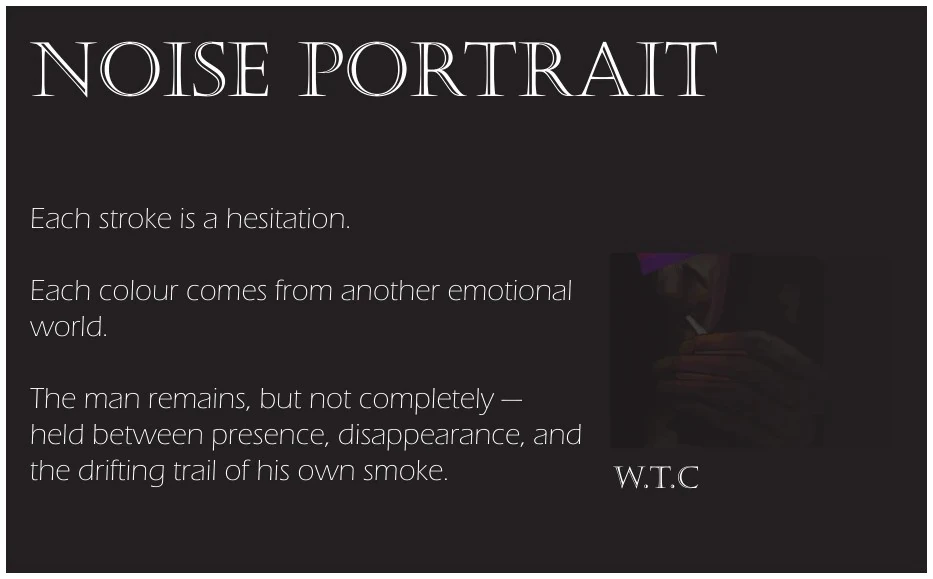 NOISE PORTRAIT
Each stroke is a hesitation.
Each colour comes from another emotional
world.
The man remains, but not completely —
held between presence, disappearance, and
the drifting trail of his own smoke.
W.T.C